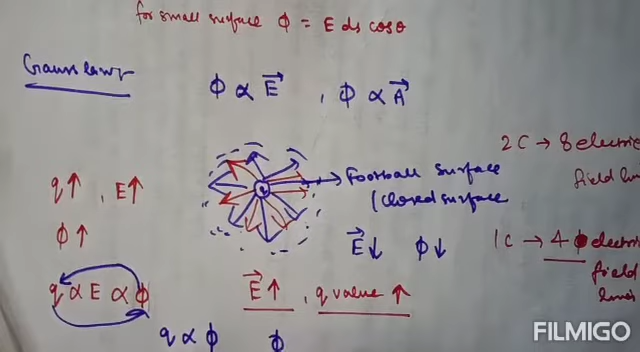 for small surface ϕ = E ds cosθ
Gauss law:
ϕ ∝ E⃗ , ϕ ∝ A⃗
2C → 8 electric
field lin
q↑ , E↑
Football surface
(closed surface
ϕ↑
E⃗↓ ϕ↓
1C → 4 electric
field
lines
q ∝ E ∝ ϕ
E⃗↑ , q value ↑
q ∝ ϕ ϕ
FILMIGO